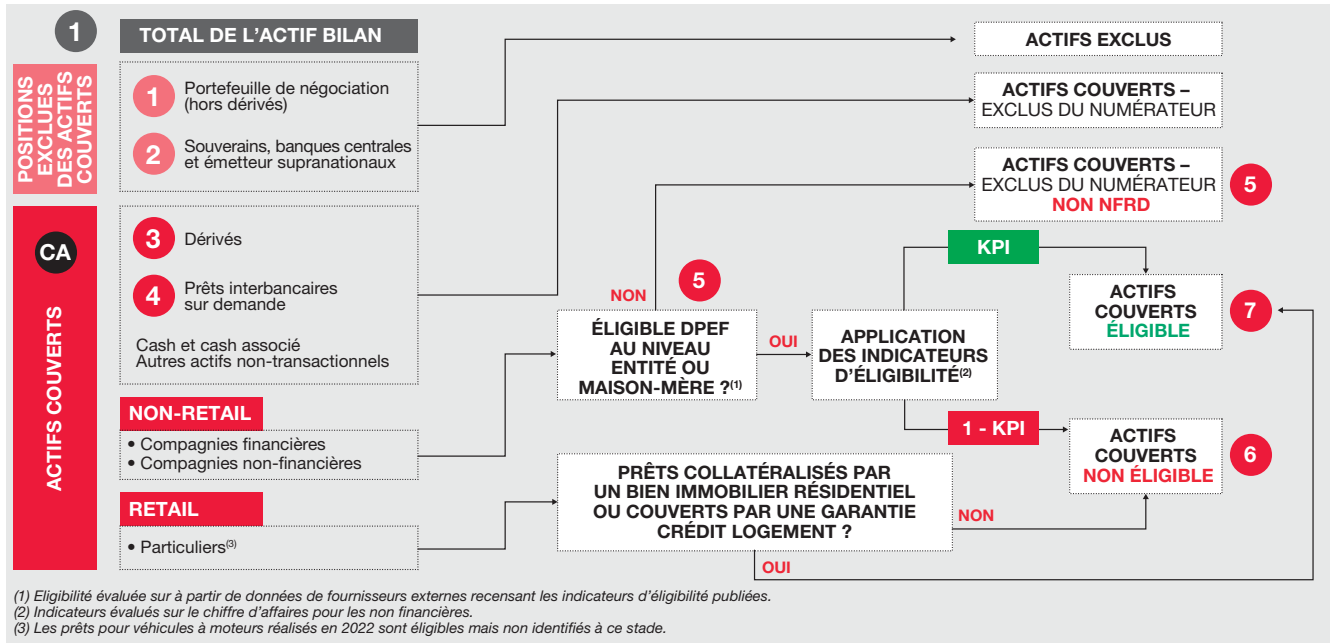 1
TOTAL DE L'ACTIF BILAN
POSITIONS
EXCLUES
DES ACTIFS
COUVERTS
1
Portefeuille de négociation
(hors dérivés)
2
Souverains, banques centrales
et émetteur supranationaux
CA
ACTIFS COUVERTS
3
Dérivés
4
Prêts interbancaires
sur demande
Cash et cash associé
Autres actifs non-transactionnels
NON-RETAIL
• Compagnies financières
• Compagnies non-financières
RETAIL
• Particuliers(3)
ACTIFS EXCLUS
ACTIFS COUVERTS –
EXCLUS DU NUMÉRATEUR
ACTIFS COUVERTS –
EXCLUS DU NUMÉRATEUR
NON NFRD
5
5
NON
ÉLIGIBLE DPEF
AU NIVEAU
ENTITÉ OU
MAISON-MÈRE ?(1)
OUI
APPLICATION
DES INDICATEURS
D'ÉLIGIBILITÉ(2)
KPI
ACTIFS
COUVERTS
ÉLIGIBLE
7
1 - KPI
ACTIFS
COUVERTS
NON ÉLIGIBLE
6
PRÊTS COLLATÉRALISÉS PAR
UN BIEN IMMOBILIER RÉSIDENTIEL
OU COUVERTS PAR UNE GARANTIE
CRÉDIT LOGEMENT ?
NON
OUI
(1) Eligibilité évaluée sur à partir de données de fournisseurs externes recensant les indicateurs d'éligibilité publiées.
(2) Indicateurs évalués sur le chiffre d'affaires pour les non financières.
(3) Les prêts pour véhicules à moteurs réalisés en 2022 sont éligibles mais non identifiés à ce stade.